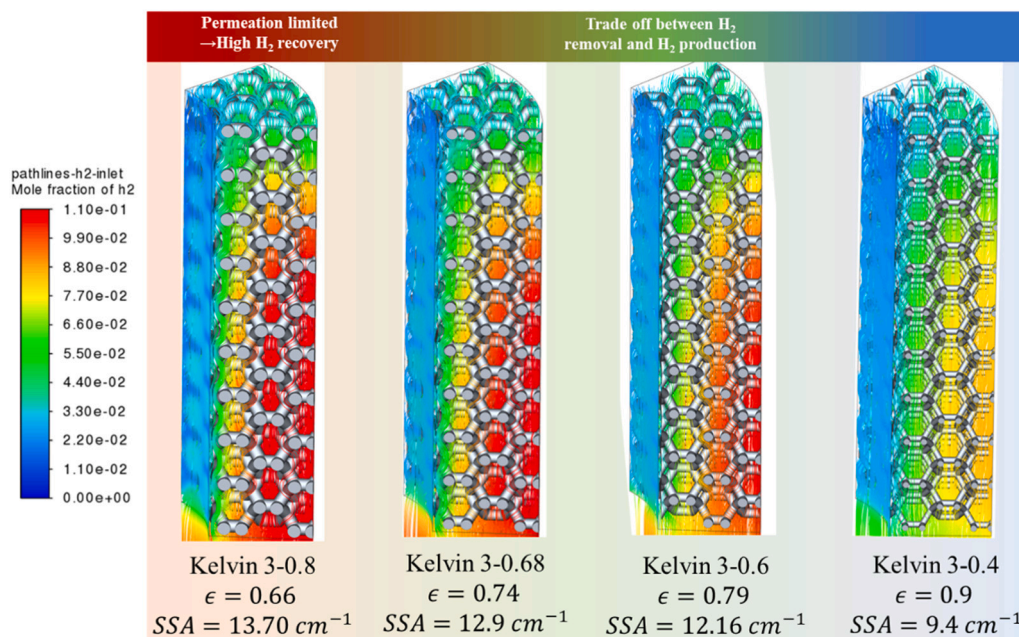 Permeation limited
→High H₂ recovery
Trade off between H₂
removal and H₂ production
pathlines-h2-inlet
Mole fraction of h2
1.10e-01
9.90e-02
8.80e-02
7.70e-02
6.60e-02
5.50e-02
4.40e-02
3.30e-02
2.20e-02
1.10e-02
0.00e+00
Kelvin 3-0.8
ϵ = 0.66
SSA = 13.70 cm⁻¹
Kelvin 3-0.68
ϵ = 0.74
SSA = 12.9 cm⁻¹
Kelvin 3-0.6
ϵ = 0.79
SSA = 12.16 cm⁻¹
Kelvin 3-0.4
ϵ = 0.9
SSA = 9.4 cm⁻¹